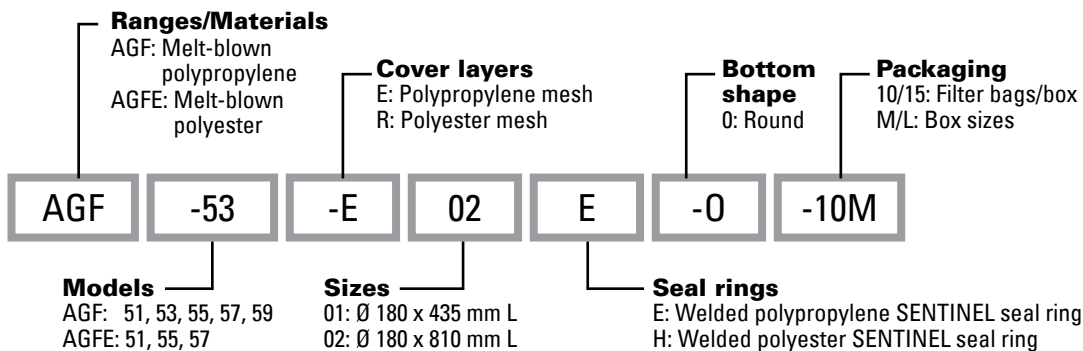 Ranges/Materials
AGF: Melt-blown
polypropylene
AGFE: Melt-blown
polyester
Cover layers
E: Polypropylene mesh
R: Polyester mesh
Bottom
shape
0: Round
Packaging
10/15: Filter bags/box
M/L: Box sizes
AGF
-53
-E
02
E
-0
-10M
Models
AGF: 51, 53, 55, 57, 59
AGFE: 51, 55, 57
Sizes
01: Ø 180 x 435 mm L
02: Ø 180 x 810 mm L
Seal rings
E: Welded polypropylene SENTINEL seal ring
H: Welded polyester SENTINEL seal ring